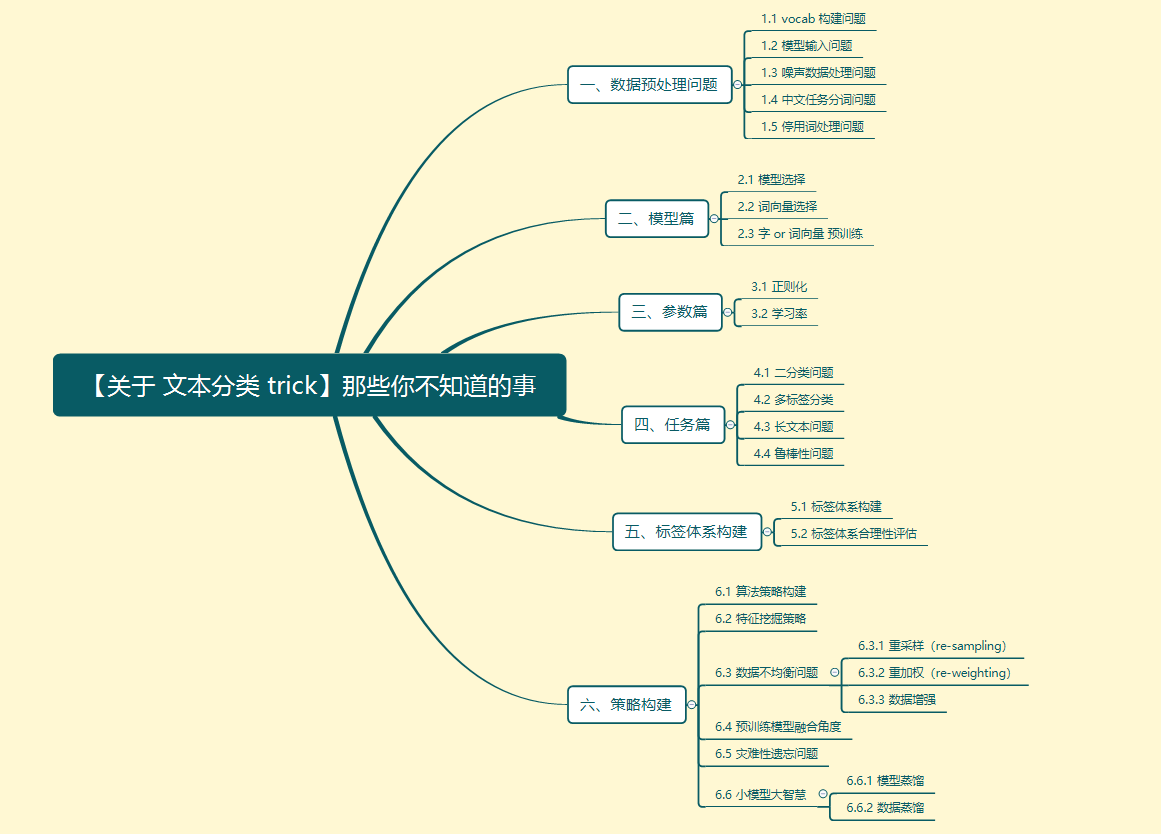 【关于 文本分类 trick】那些你不知道的事
一、数据预处理问题
1.1 vocab 构建问题
1.2 模型输入问题
1.3 噪声数据处理问题
1.4 中文任务分词问题
1.5 停用词处理问题
二、模型篇
2.1 模型选择
2.2 词向量选择
2.3 字 or 词向量 预训练
三、参数篇
3.1 正则化
3.2 学习率
四、任务篇
4.1 二分类问题
4.2 多标签分类
4.3 长文本问题
4.4 鲁棒性问题
五、标签体系构建
5.1 标签体系构建
5.2 标签体系合理性评估
六、策略构建
6.1 算法策略构建
6.2 特征挖掘策略
6.3 数据不均衡问题
6.3.1 重采样（re-sampling）
6.3.2 重加权（re-weighting）
6.3.3 数据增强
6.4 预训练模型融合角度
6.5 灾难性遗忘问题
6.6 小模型大智慧
6.6.1 模型蒸馏
6.6.2 数据蒸馏